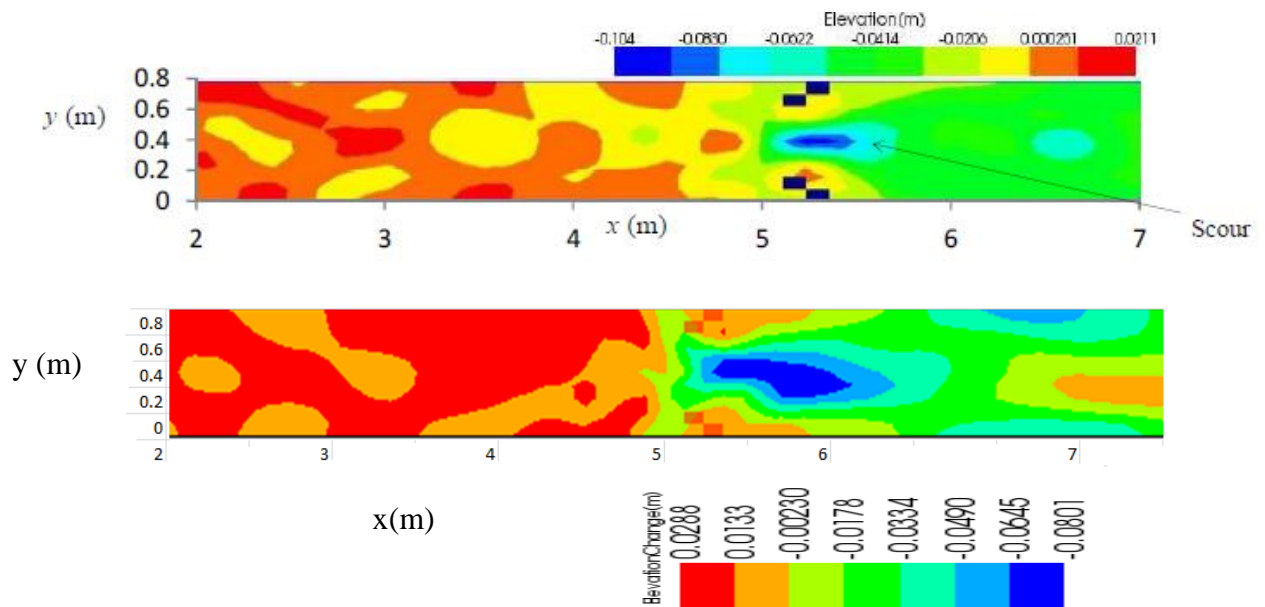 Elevation(m)
-0.104 -0.0830 -0.0622 -0.0414 -0.0206 0.000251 0.0211
0.8
0.6
y (m)
0.4
0.2
0
x (m)
Scour
2 3 4 5 6 7
0.8
0.6
y (m)
0.4
0.2
0
2 3 4 5 6 7
x(m)
ElevationChange(m)
0.0288
0.0133
-0.00230
-0.0178
-0.0334
-0.0490
-0.0645
-0.0801